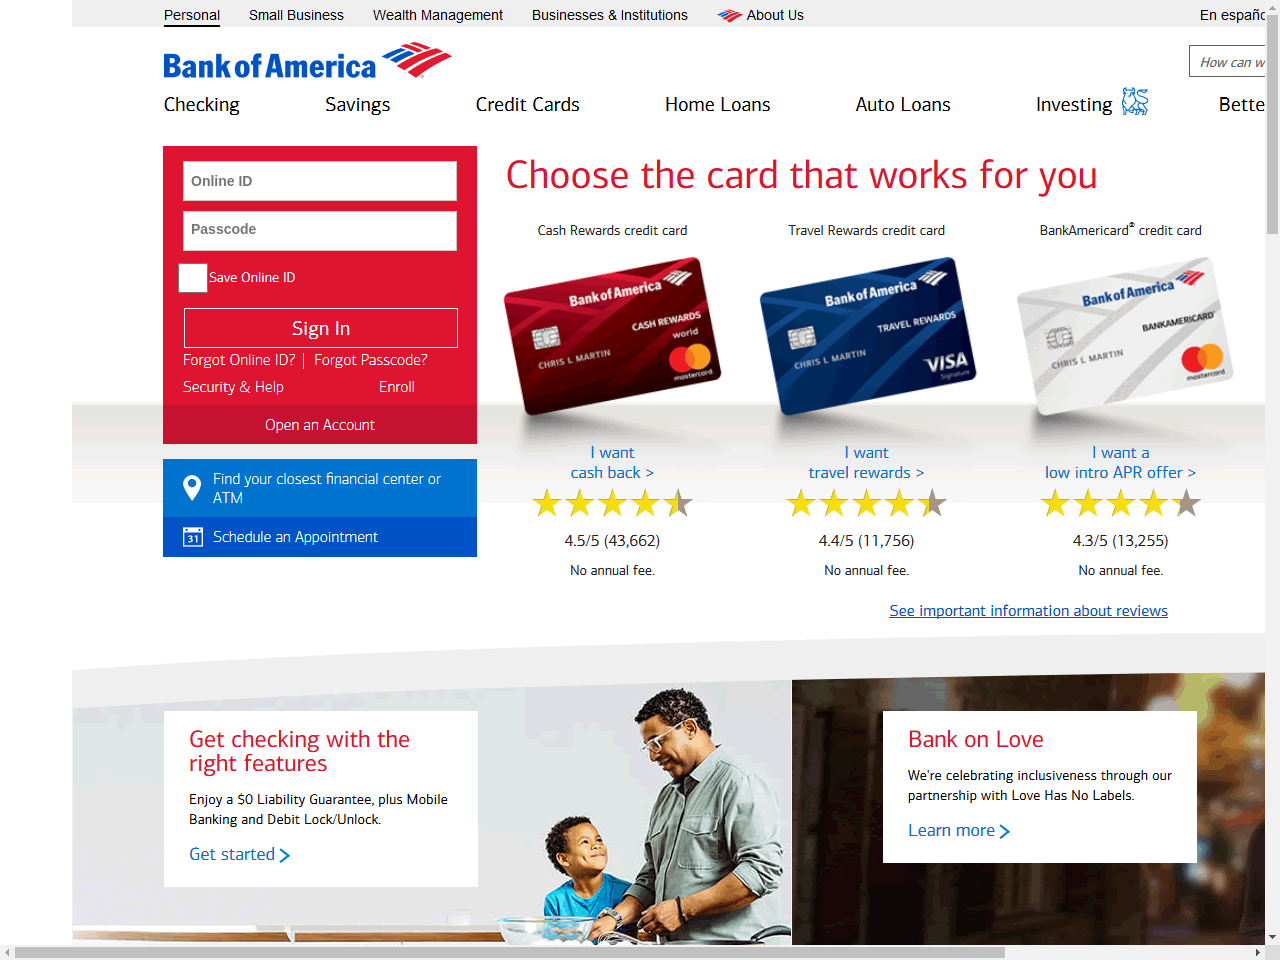 Personal
Small Business
Wealth Management
Businesses & Institutions
About Us
En españo
Bank of America
How can w
Checking
Savings
Credit Cards
Home Loans
Auto Loans
Investing
Bette
Online ID
Passcode
Save Online ID
Sign In
Forgot Online ID? | Forgot Passcode?
Security & Help
Enroll
Open an Account
Find your closest financial center or
ATM
31 Schedule an Appointment
Choose the card that works for you
Cash Rewards credit card
Bank of America
CASH REWARDS
world
CHRIS L MARTIN
mastercard
I want
cash back >
4.5/5 (43,662)
No annual fee.
Travel Rewards credit card
Bank of America
TRAVEL REWARDS
CHRIS L MARTIN
VISA
Signature
I want
travel rewards >
4.4/5 (11,756)
No annual fee.
BankAmericard® credit card
Bank of America
BANKAMERICARD
CHRIS L MARTIN
mastercard
I want a
low intro APR offer >
4.3/5 (13,255)
No annual fee.
See important information about reviews
Get checking with the
right features
Enjoy a $0 Liability Guarantee, plus Mobile
Banking and Debit Lock/Unlock.
Get started
Bank on Love
We're celebrating inclusiveness through our
partnership with Love Has No Labels.
Learn more